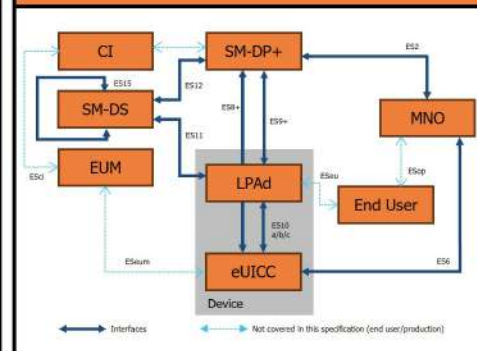 CI
SM-DP+
ES2
ES15
ES12
SM-DS
ES8+
ES9+
MNO
ES11
EUM
ESci
LPAd
ESeu
ESop
End User
ES10
a/b/c
ESeum
eUICC
ES6
Device
Interfaces
Not covered in this specification (end user/production)